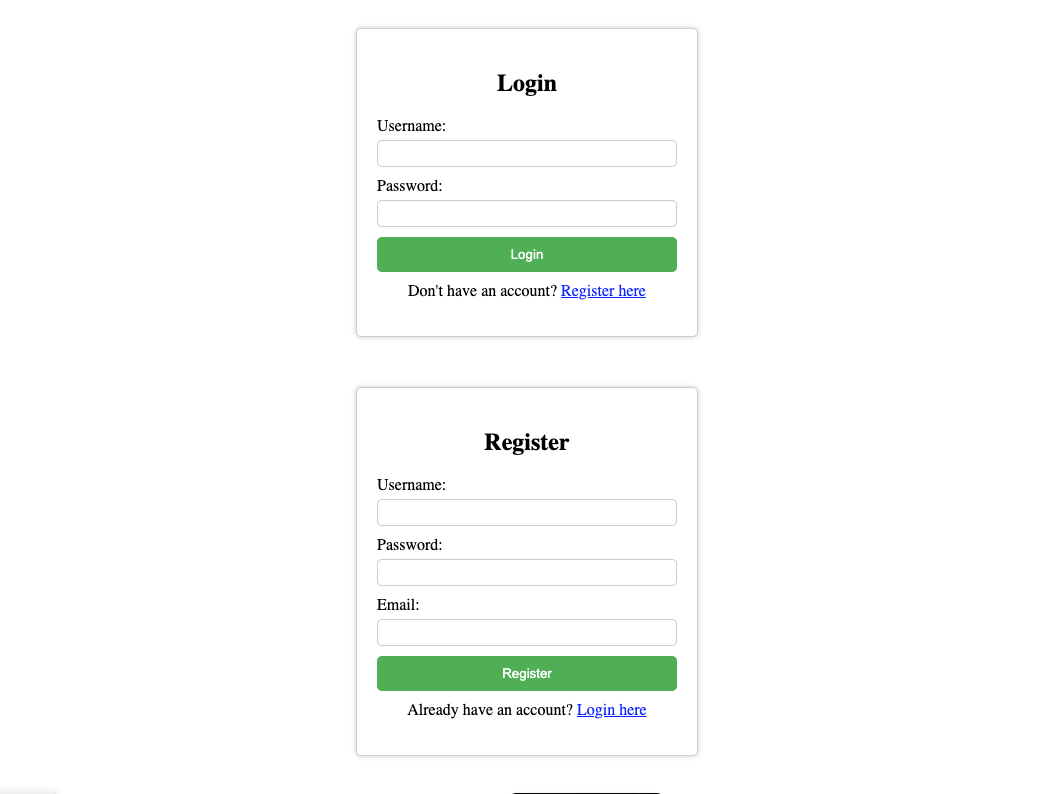 Login
Username:
Password:
Login
Don't have an account? Register here
Register
Username:
Password:
Email:
Register
Already have an account? Login here